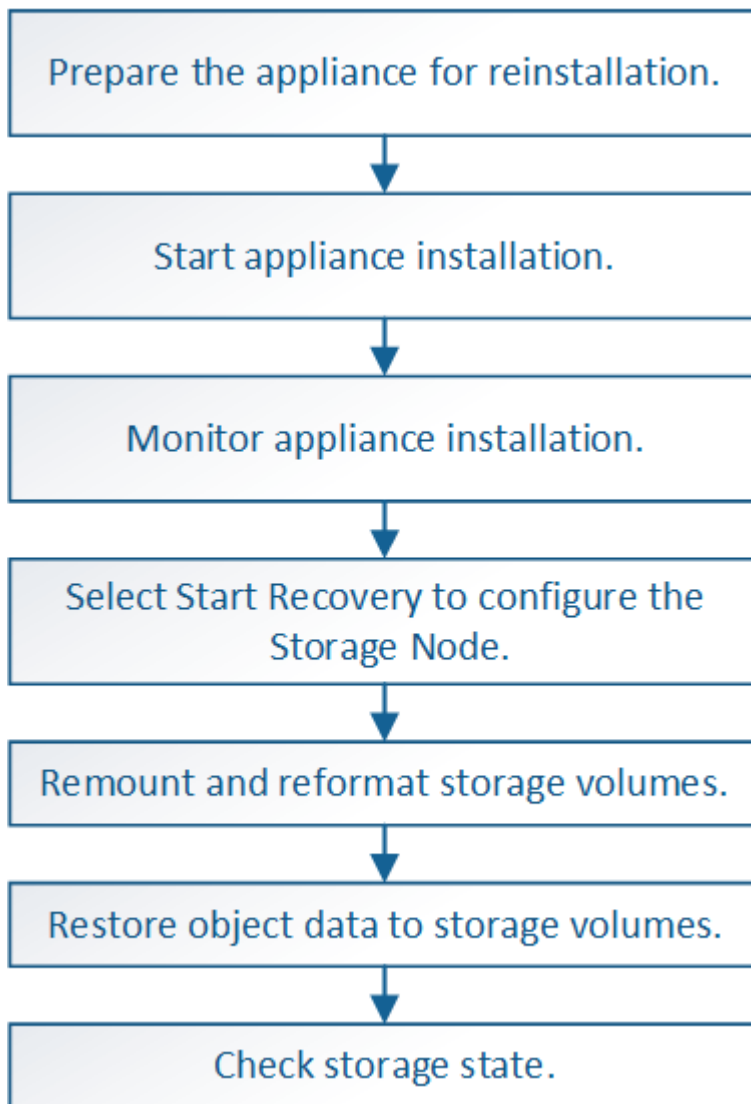 Prepare the appliance for reinstallation.
Start appliance installation.
Monitor appliance installation.
Select Start Recovery to configure the
Storage Node.
Remount and reformat storage volumes.
Restore object data to storage volumes.
Check storage state.